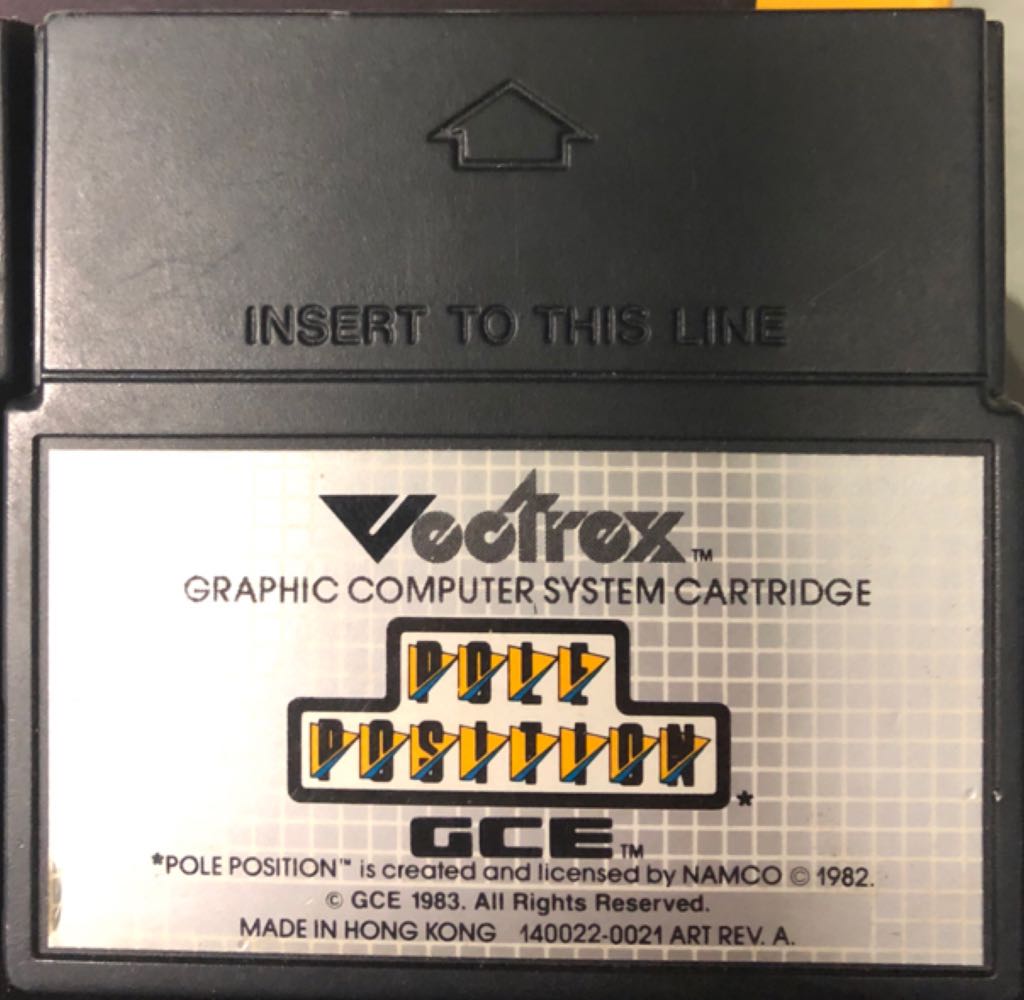 INSERT TO THIS LINE
Vectrex™
GRAPHIC COMPUTER SYSTEM CARTRIDGE
POLE
POSITION*
GCE™
*POLE POSITION™ is created and licensed by NAMCO © 1982.
© GCE 1983. All Rights Reserved.
MADE IN HONG KONG 140022-0021 ART REV. A.